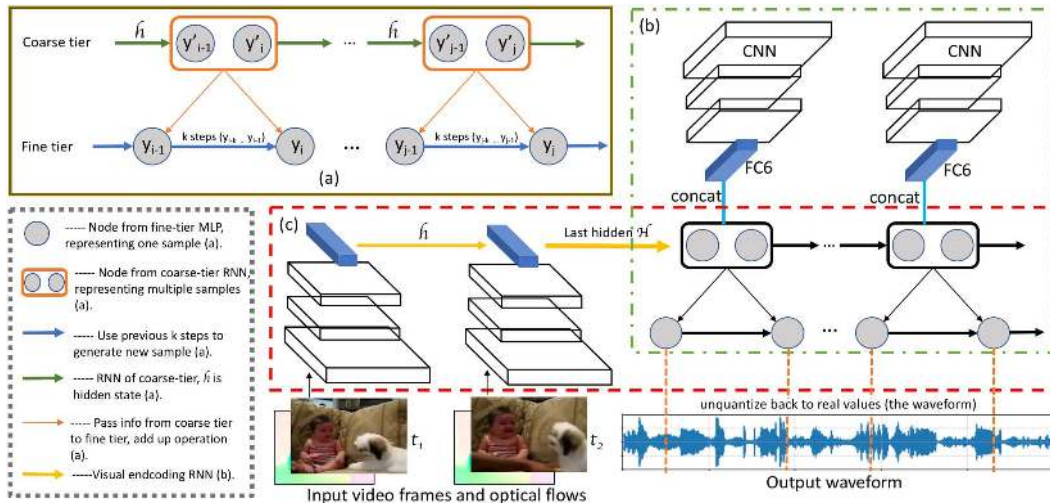 Coarse tier
ℏ
y'i-1
y'i
...
ℏ
y'j-1
y'j
Fine tier
yi-1
k steps (yi-k .. yi-1)
yi
...
yj-1
k steps (yj-k .. yj-1)
yj
(a)
(b)
CNN
CNN
FC6
FC6
concat
concat
(c)
ℏ
Last hidden ℋ
...
...
t1
t2
Input video frames and optical flows
unquantize back to real values (the waveform)
Output waveform
----- Node from fine-tier MLP,
representing one sample (a).
----- Node from coarse-tier RNN,
representing multiple samples
(a).
----- Use previous k steps to
generate new sample (a).
----- RNN of coarse-tier, ℏ is
hidden state (a).
----- Pass info from coarse tier
to fine tier, add up operation
(a).
-----Visual endcoding RNN (b).